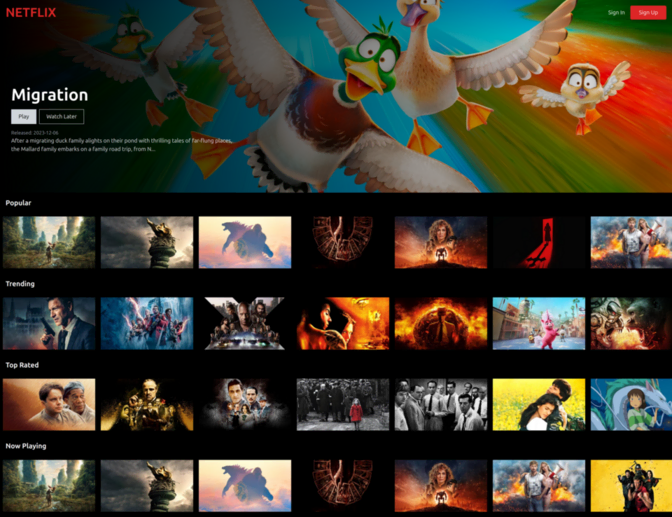 NETFLIX
Sign In
Sign Up
Migration
Play
Watch Later
Released: 2023-12-06
After a migrating duck family alights on their pond with thrilling tales of far-flung places,
the Mallard family embarks on a family road trip, from N...
Popular
Trending
Top Rated
Now Playing